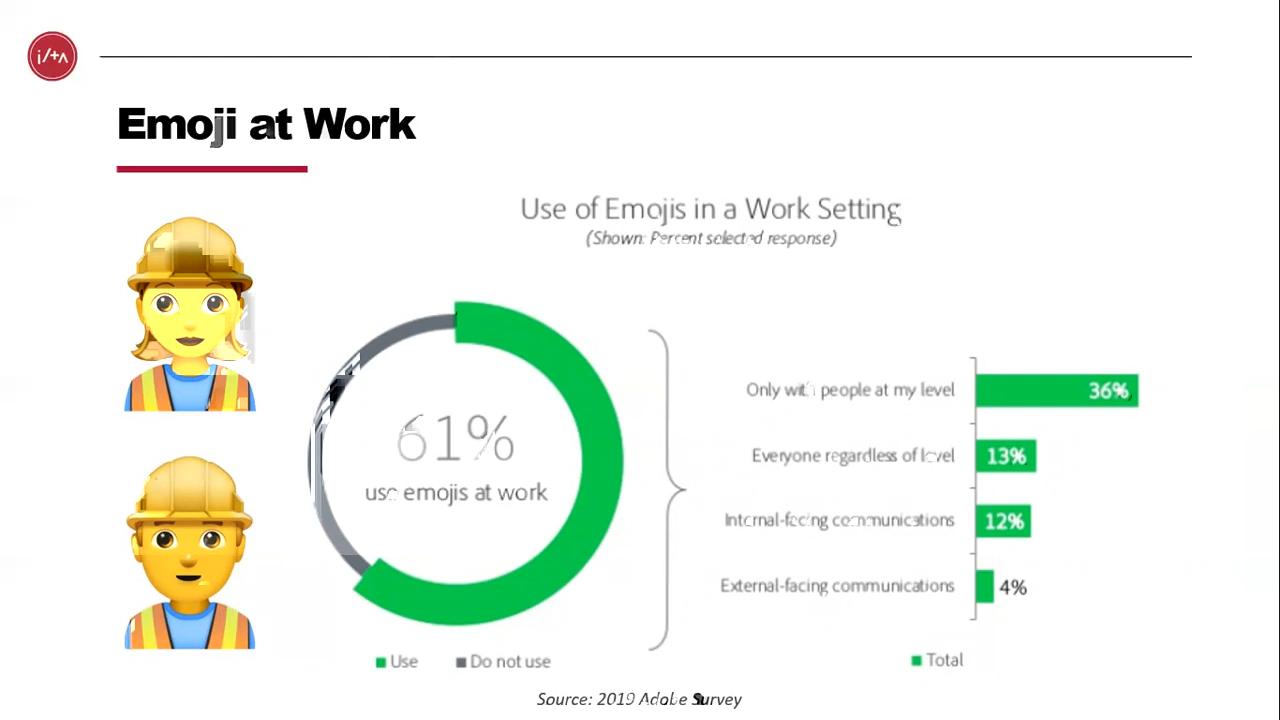 i/t∧
Emoji at Work
Use of Emojis in a Work Setting
(Shown: Percent selected response)
61%
use emojis at work
Use
Do not use
Only with people at my level
36%
Everyone regardless of level
13%
Internal-facing communications
12%
External-facing communications
4%
Total
Source: 2019 Adobe Survey